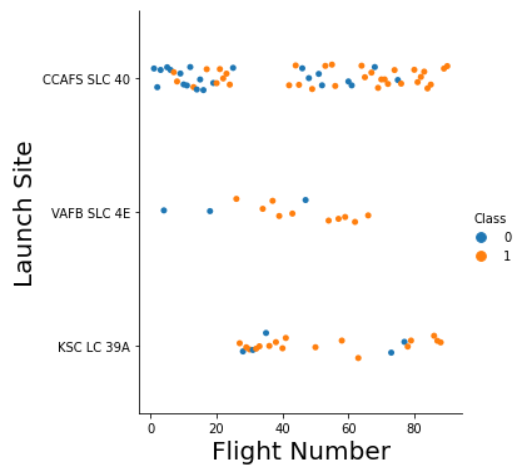 CCAFS SLC 40
VAFB SLC 4E
KSC LC 39A
Launch Site
0 20 40 60 80
Flight Number
Class
0
1